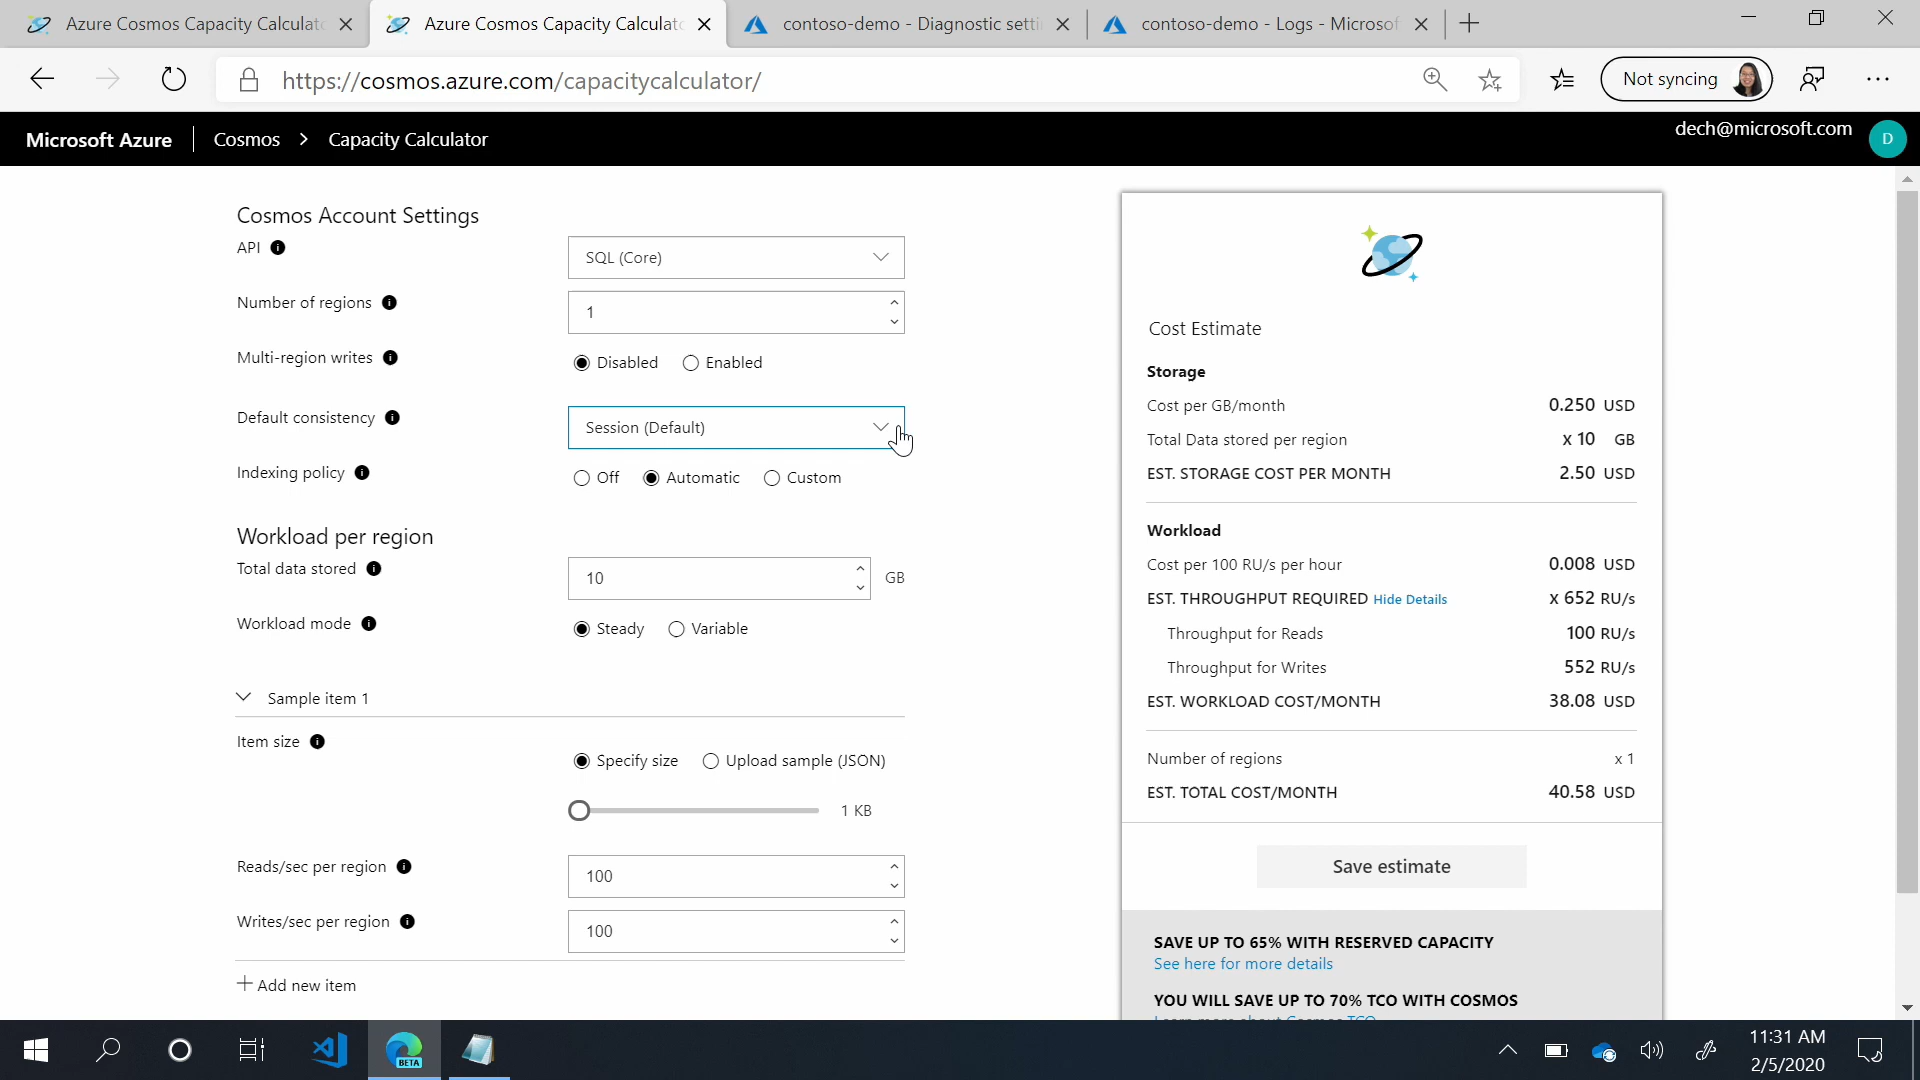 Azure Cosmos Capacity Calculat
Azure Cosmos Capacity Calculat
contoso-demo - Diagnostic setti
contoso-demo - Logs - Microsof
https://cosmos.azure.com/capacitycalculator/
Not syncing
Microsoft Azure
Cosmos
Capacity Calculator
dech@microsoft.com
D
Cosmos Account Settings
API
SQL (Core)
Number of regions
1
Multi-region writes
Disabled
Enabled
Default consistency
Session (Default)
Indexing policy
Off
Automatic
Custom
Workload per region
Total data stored
10
GB
Workload mode
Steady
Variable
Sample item 1
Item size
Specify size
Upload sample (JSON)
1 KB
Reads/sec per region
100
Writes/sec per region
100
Add new item
Cost Estimate
Storage
Cost per GB/month 0.250 USD
Total Data stored per region x 10 GB
EST. STORAGE COST PER MONTH 2.50 USD
Workload
Cost per 100 RU/s per hour 0.008 USD
EST. THROUGHPUT REQUIRED Hide Details x 652 RU/s
Throughput for Reads 100 RU/s
Throughput for Writes 552 RU/s
EST. WORKLOAD COST/MONTH 38.08 USD
Number of regions x 1
EST. TOTAL COST/MONTH 40.58 USD
Save estimate
SAVE UP TO 65% WITH RESERVED CAPACITY
See here for more details
YOU WILL SAVE UP TO 70% TCO WITH COSMOS
Learn more about Cosmos TCO
BETA
11:31 AM
2/5/2020